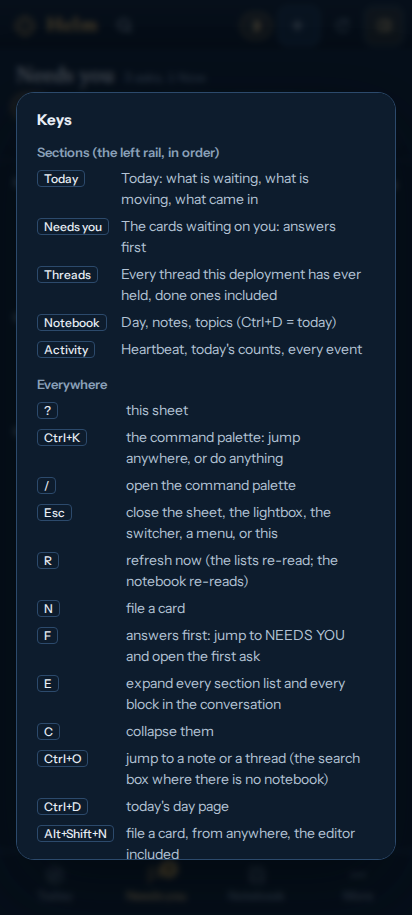 Needs you
Keys
Sections (the left rail, in order)
Today Today: what is waiting, what is
moving, what came in
Needs you The cards waiting on you: answers
first
Threads Every thread this deployment has ever
held, done ones included
Notebook Day, notes, topics (Ctrl+D = today)
Activity Heartbeat, today's counts, every event
Everywhere
? this sheet
Ctrl+K the command palette: jump
anywhere, or do anything
/ open the command palette
Esc close the sheet, the lightbox, the
switcher, a menu, or this
R refresh now (the lists re-read; the
notebook re-reads)
N file a card
F answers first: jump to NEEDS YOU
and open the first ask
E expand every section list and every
block in the conversation
C collapse them
Ctrl+O jump to a note or a thread (the search
box where there is no notebook)
Ctrl+D today's day page
Alt+Shift+N file a card, from anywhere, the editor
included